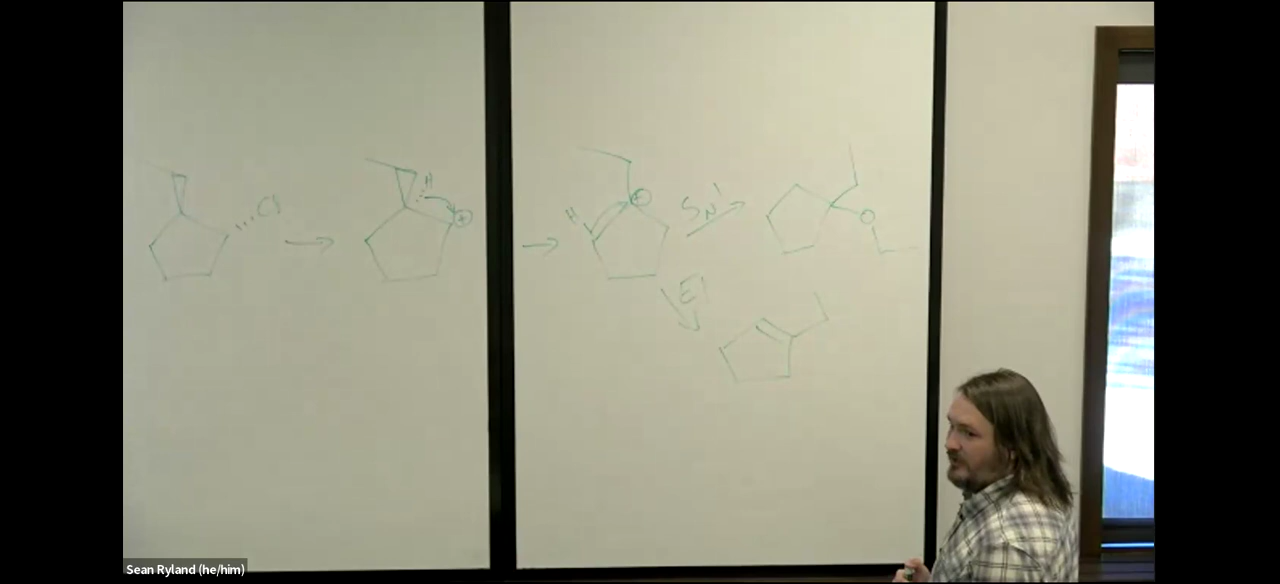 Cl
H
⊕
H
⊕
SN1
O
E1
Sean Ryland (he/him)